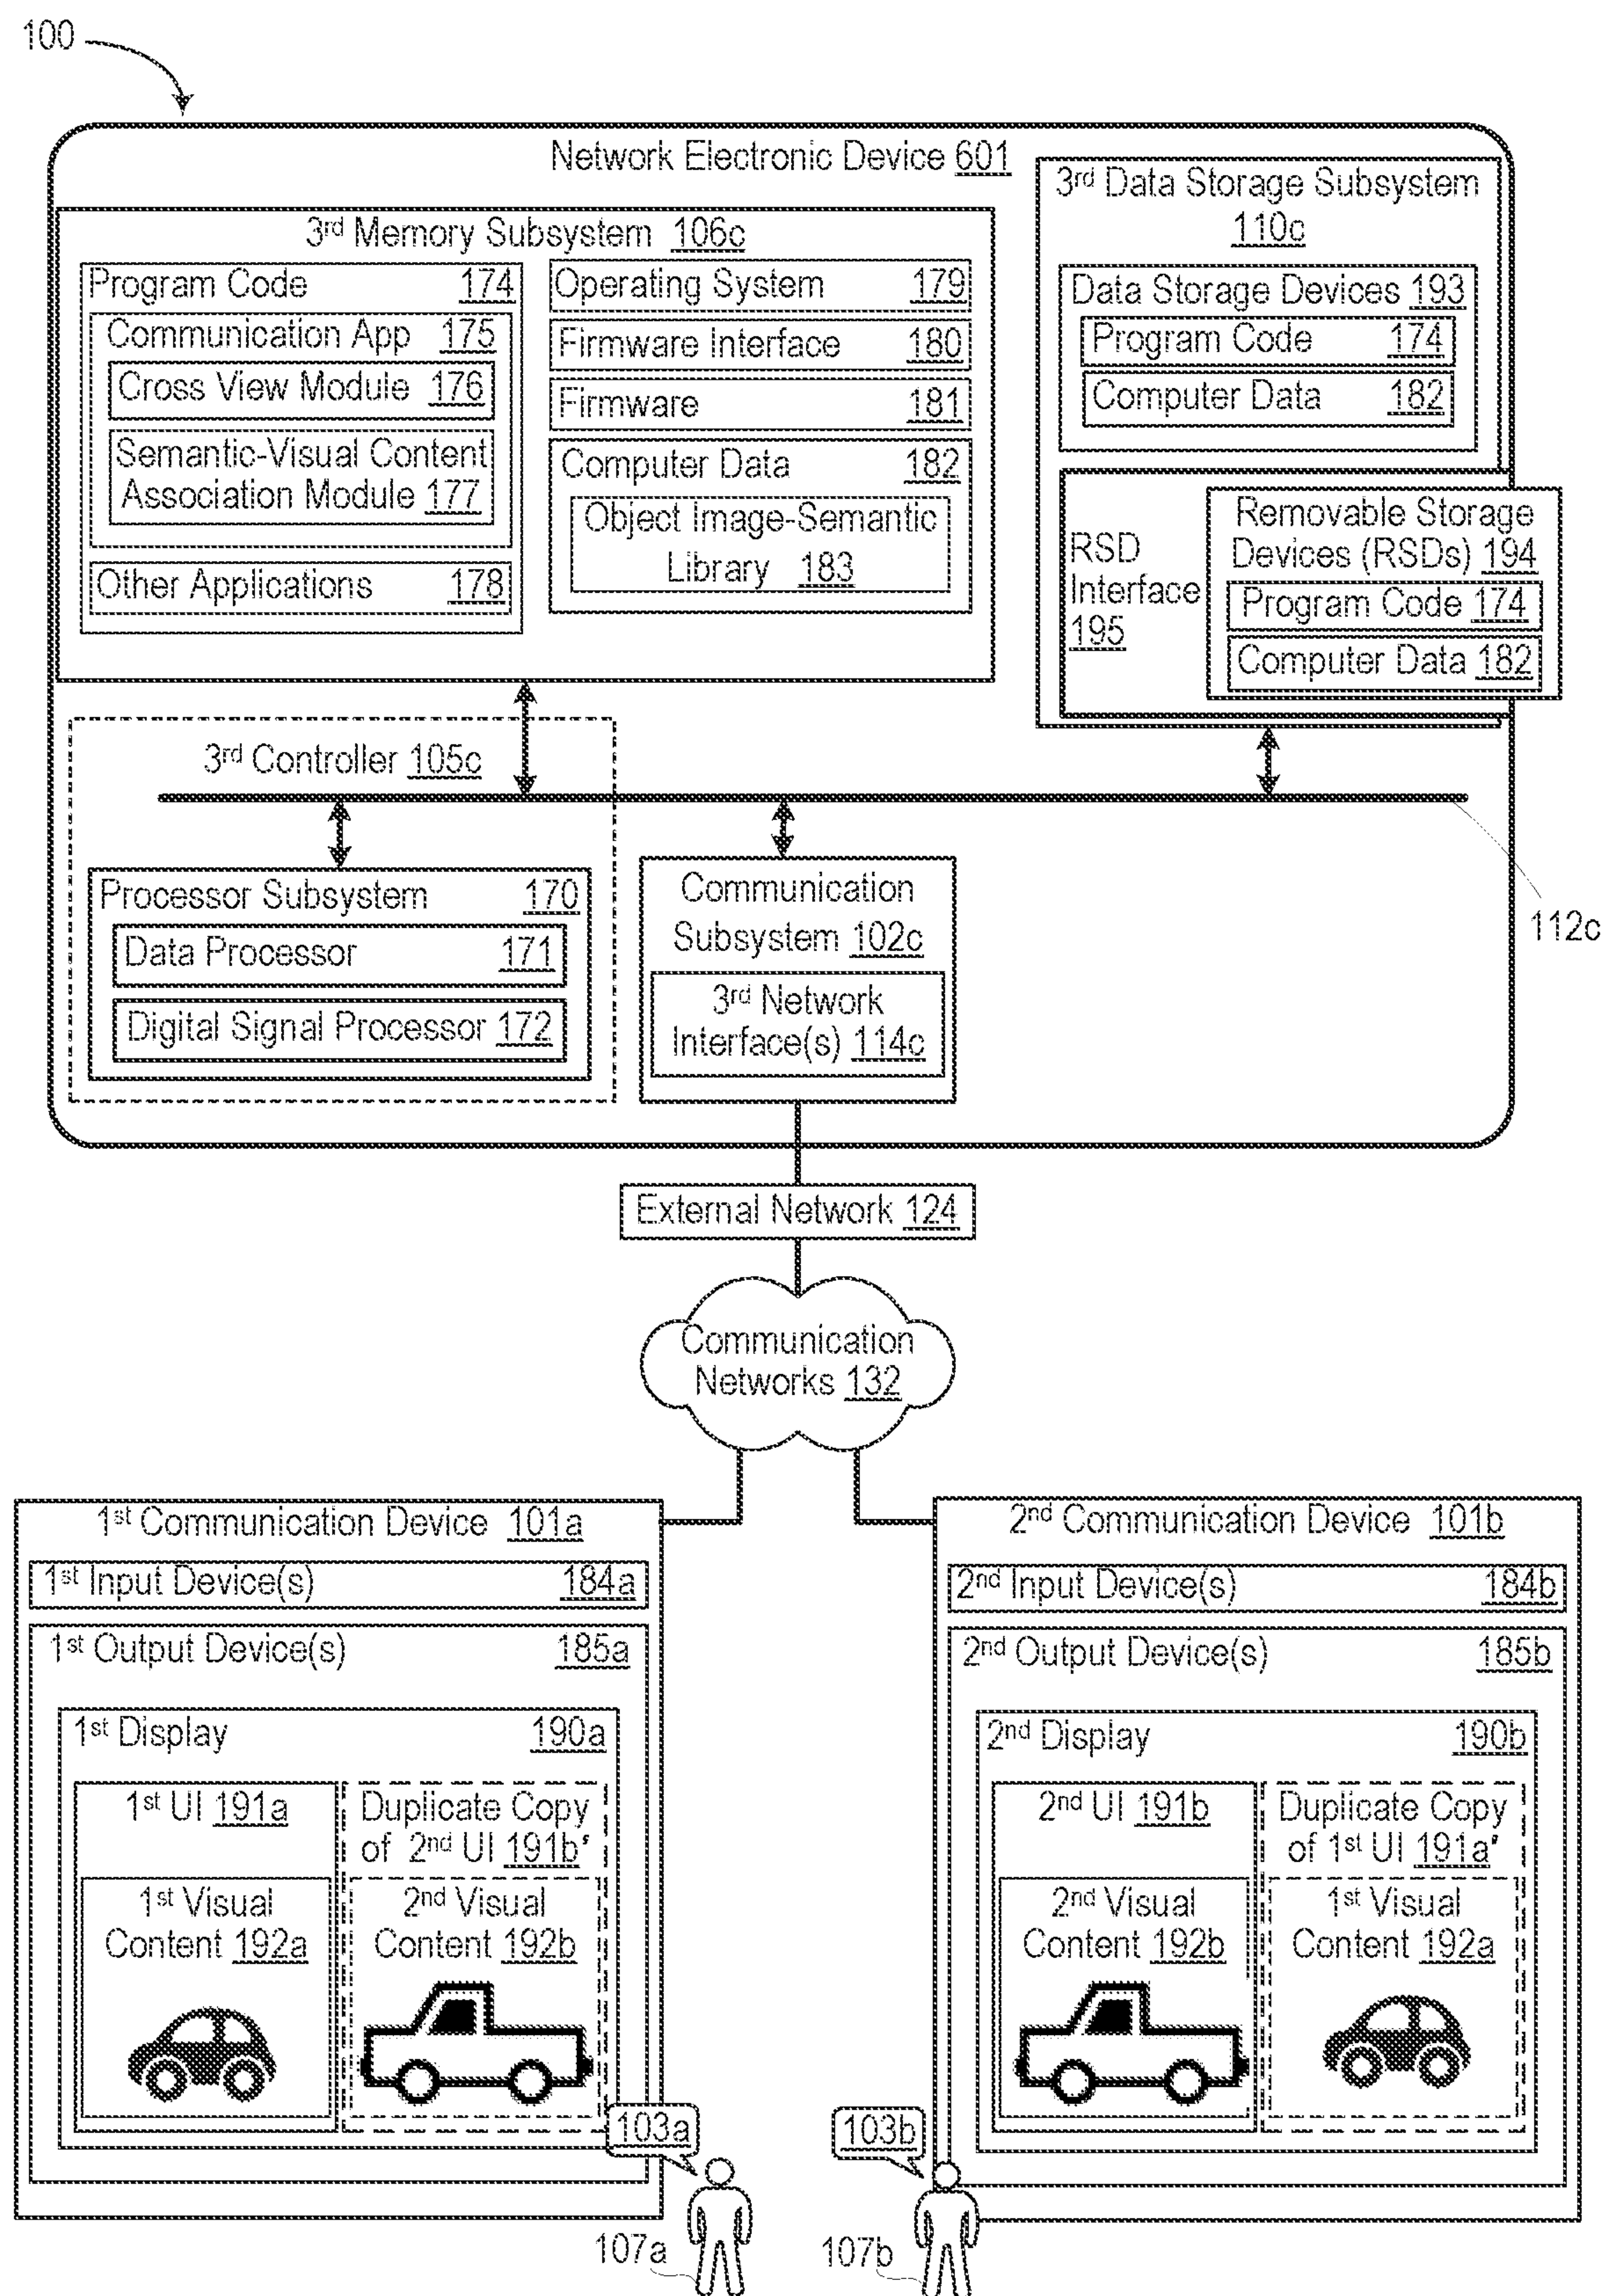 100
Network Electronic Device 601
3rd Memory Subsystem 106c
Program Code 174
Communication App 175
Cross View Module 176
Semantic-Visual Content
Association Module 177
Other Applications 178
Operating System 179
Firmware Interface 180
Firmware 181
Computer Data 182
Object Image-Semantic
Library 183
3rd Data Storage Subsystem
110c
Data Storage Devices 193
Program Code 174
Computer Data 182
RSD
Interface
195
Removable Storage
Devices (RSDs) 194
Program Code 174
Computer Data 182
3rd Controller 105c
112c
Processor Subsystem 170
Data Processor 171
Digital Signal Processor 172
Communication
Subsystem 102c
3rd Network
Interface(s) 114c
External Network 124
Communication
Networks 132
1st Communication Device 101a
1st Input Device(s) 184a
1st Output Device(s) 185a
1st Display 190a
1st UI 191a
1st Visual
Content 192a
Duplicate Copy
of 2nd UI 191b'
2nd Visual
Content 192b
103a
107a
2nd Communication Device 101b
2nd Input Device(s) 184b
2nd Output Device(s) 185b
2nd Display 190b
2nd UI 191b
2nd Visual
Content 192b
Duplicate Copy
of 1st UI 191a'
1st Visual
Content 192a
103b
107b